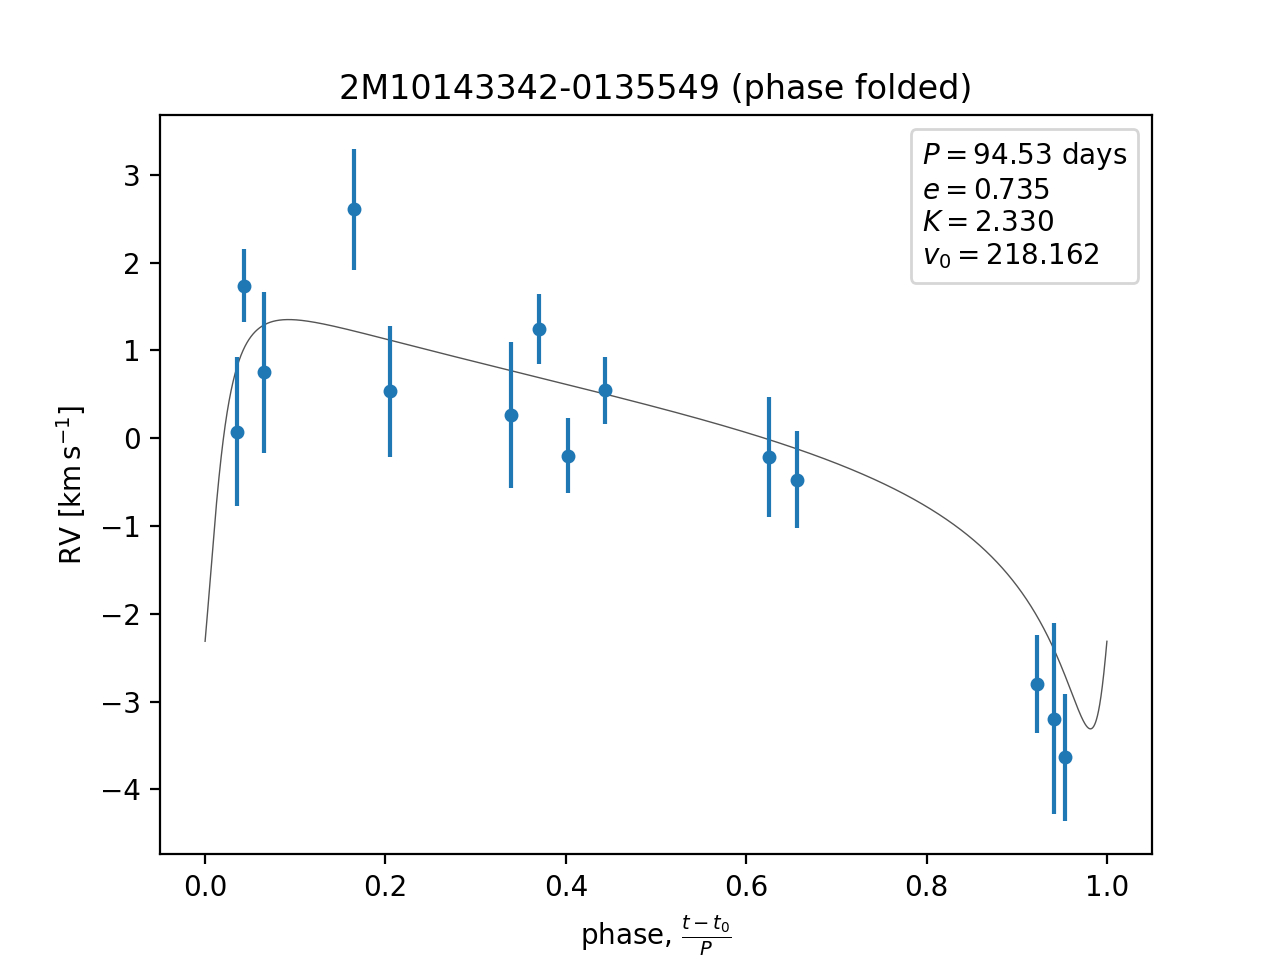 2M10143342-0135549 (phase folded)
P = 94.53 days
e = 0.735
K = 2.330
v₀ = 218.162
3
2
1
0
−1
−2
−3
−4
RV [km s⁻¹]
0.0 0.2 0.4 0.6 0.8 1.0
phase, (t − t₀)/P